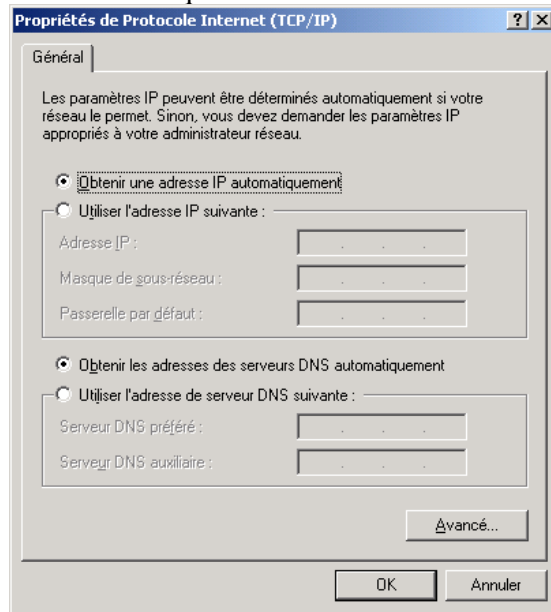 Propriétés de Protocole Internet (TCP/IP)
Général
Les paramètres IP peuvent être déterminés automatiquement si votre
réseau le permet. Sinon, vous devez demander les paramètres IP
appropriés à votre administrateur réseau.
Obtenir une adresse IP automatiquement
Utiliser l'adresse IP suivante :
Adresse IP :
Masque de sous-réseau :
Passerelle par défaut :
Obtenir les adresses des serveurs DNS automatiquement
Utiliser l'adresse de serveur DNS suivante :
Serveur DNS préféré :
Serveur DNS auxiliaire :
Avancé...
OK Annuler